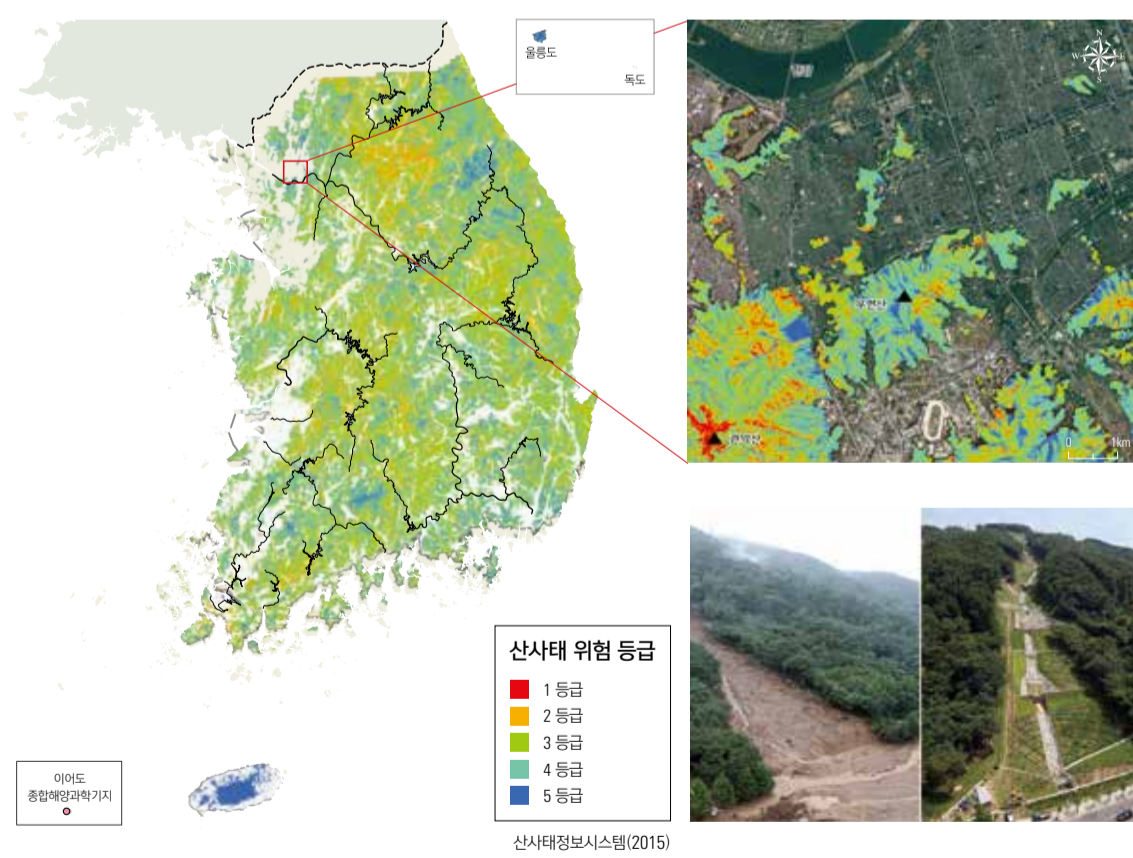 울릉도
독도
N
W E
S
우면산
관악산
0 1km
산사태 위험 등급
1 등급
2 등급
3 등급
4 등급
5 등급
이어도
종합해양과학기지
산사태정보시스템(2015)